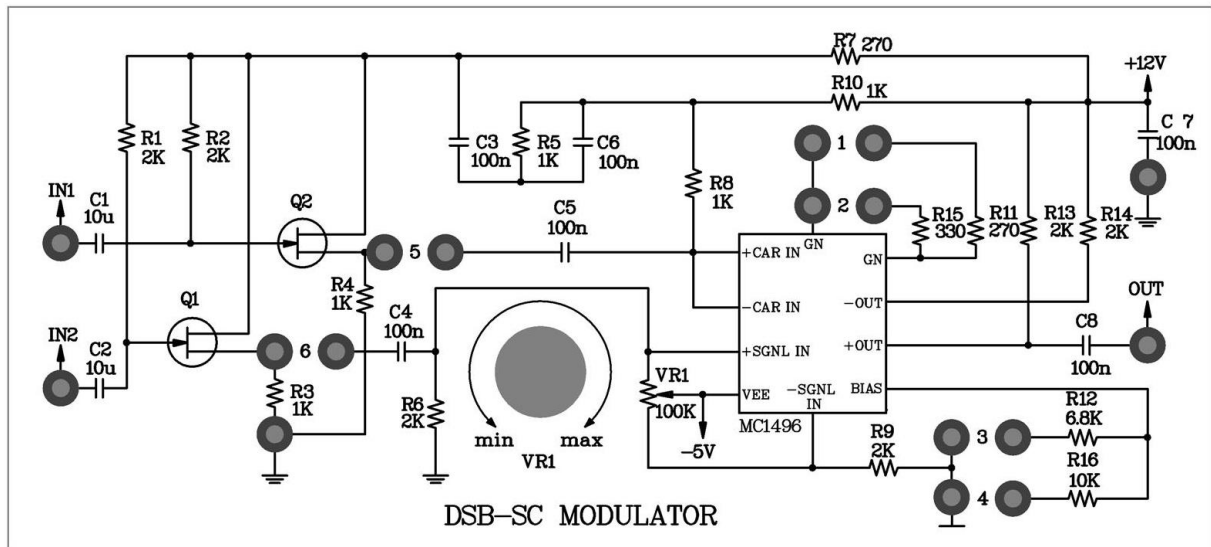 R7 270
+12V
R10
1K
R1
2K
R2
2K
C3
100n
R5
1K
C6
100n
1
C 7
100n
IN1
C1
10u
Q2
R8
1K
2
C5
100n
R15
330
R11
270
R13
2K
R14
2K
5
+CAR IN
GN
GN
R4
1K
Q1
C4
100n
-CAR IN
-OUT
OUT
IN2
C2
10u
6
+SGNL IN
+OUT
C8
100n
R3
1K
R6
2K
VR1
100K
VEE
-SGNL
IN
BIAS
MC1496
R12
6.8K
min
max
VR1
-5V
R9
2K
3
R16
10K
4
DSB-SC MODULATOR